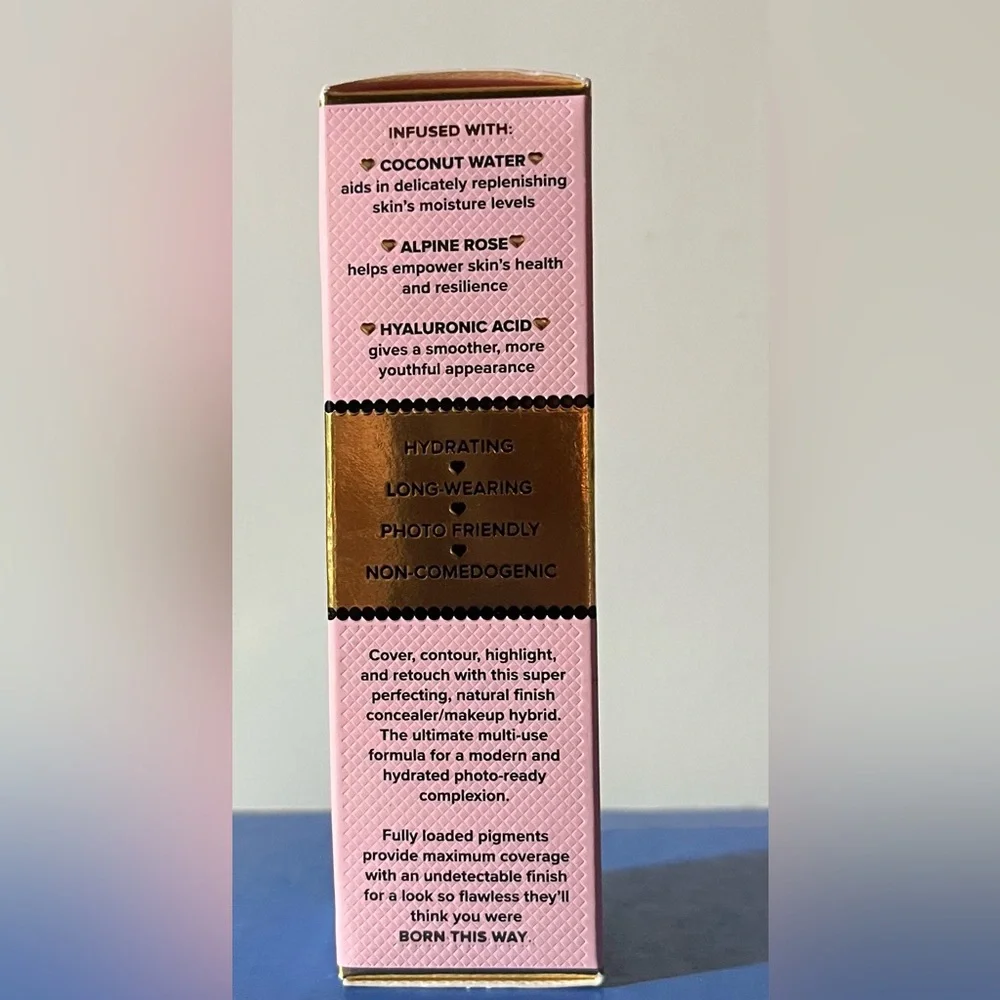 INFUSED WITH:
COCONUT WATER
aids in delicately replenishing
skin's moisture levels
ALPINE ROSE
helps empower skin's health
and resilience
HYALURONIC ACID
gives a smoother, more
youthful appearance
HYDRATING
LONG-WEARING
PHOTO FRIENDLY
NON-COMEDOGENIC
Cover, contour, highlight,
and retouch with this super
perfecting, natural finish
concealer/makeup hybrid.
The ultimate multi-use
formula for a modern and
hydrated photo-ready
complexion.
Fully loaded pigments
provide maximum coverage
with an undetectable finish
for a look so flawless they'll
think you were
BORN THIS WAY.